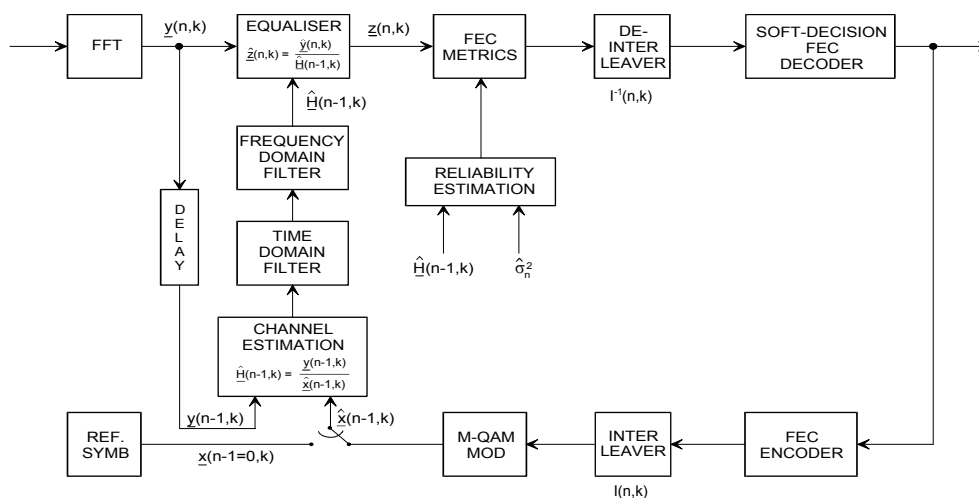 FFT
y(n,k)
EQUALISER
ẑ(n,k) = ŷ(n,k) / Ĥ(n-1,k)
z(n,k)
FEC
METRICS
DE-
INTER
LEAVER
I⁻¹(n,k)
SOFT-DECISION
FEC
DECODER
Ĥ(n-1,k)
FREQUENCY
DOMAIN
FILTER
RELIABILITY
ESTIMATION
DELAY
TIME
DOMAIN
FILTER
Ĥ(n-1,k)
σ̂n²
CHANNEL
ESTIMATION
Ĥ(n-1,k) = y(n-1,k) / x̂(n-1,k)
y(n-1,k)
x̂(n-1,k)
REF.
SYMB
x(n-1=0,k)
M-QAM
MOD
INTER
LEAVER
I(n,k)
FEC
ENCODER